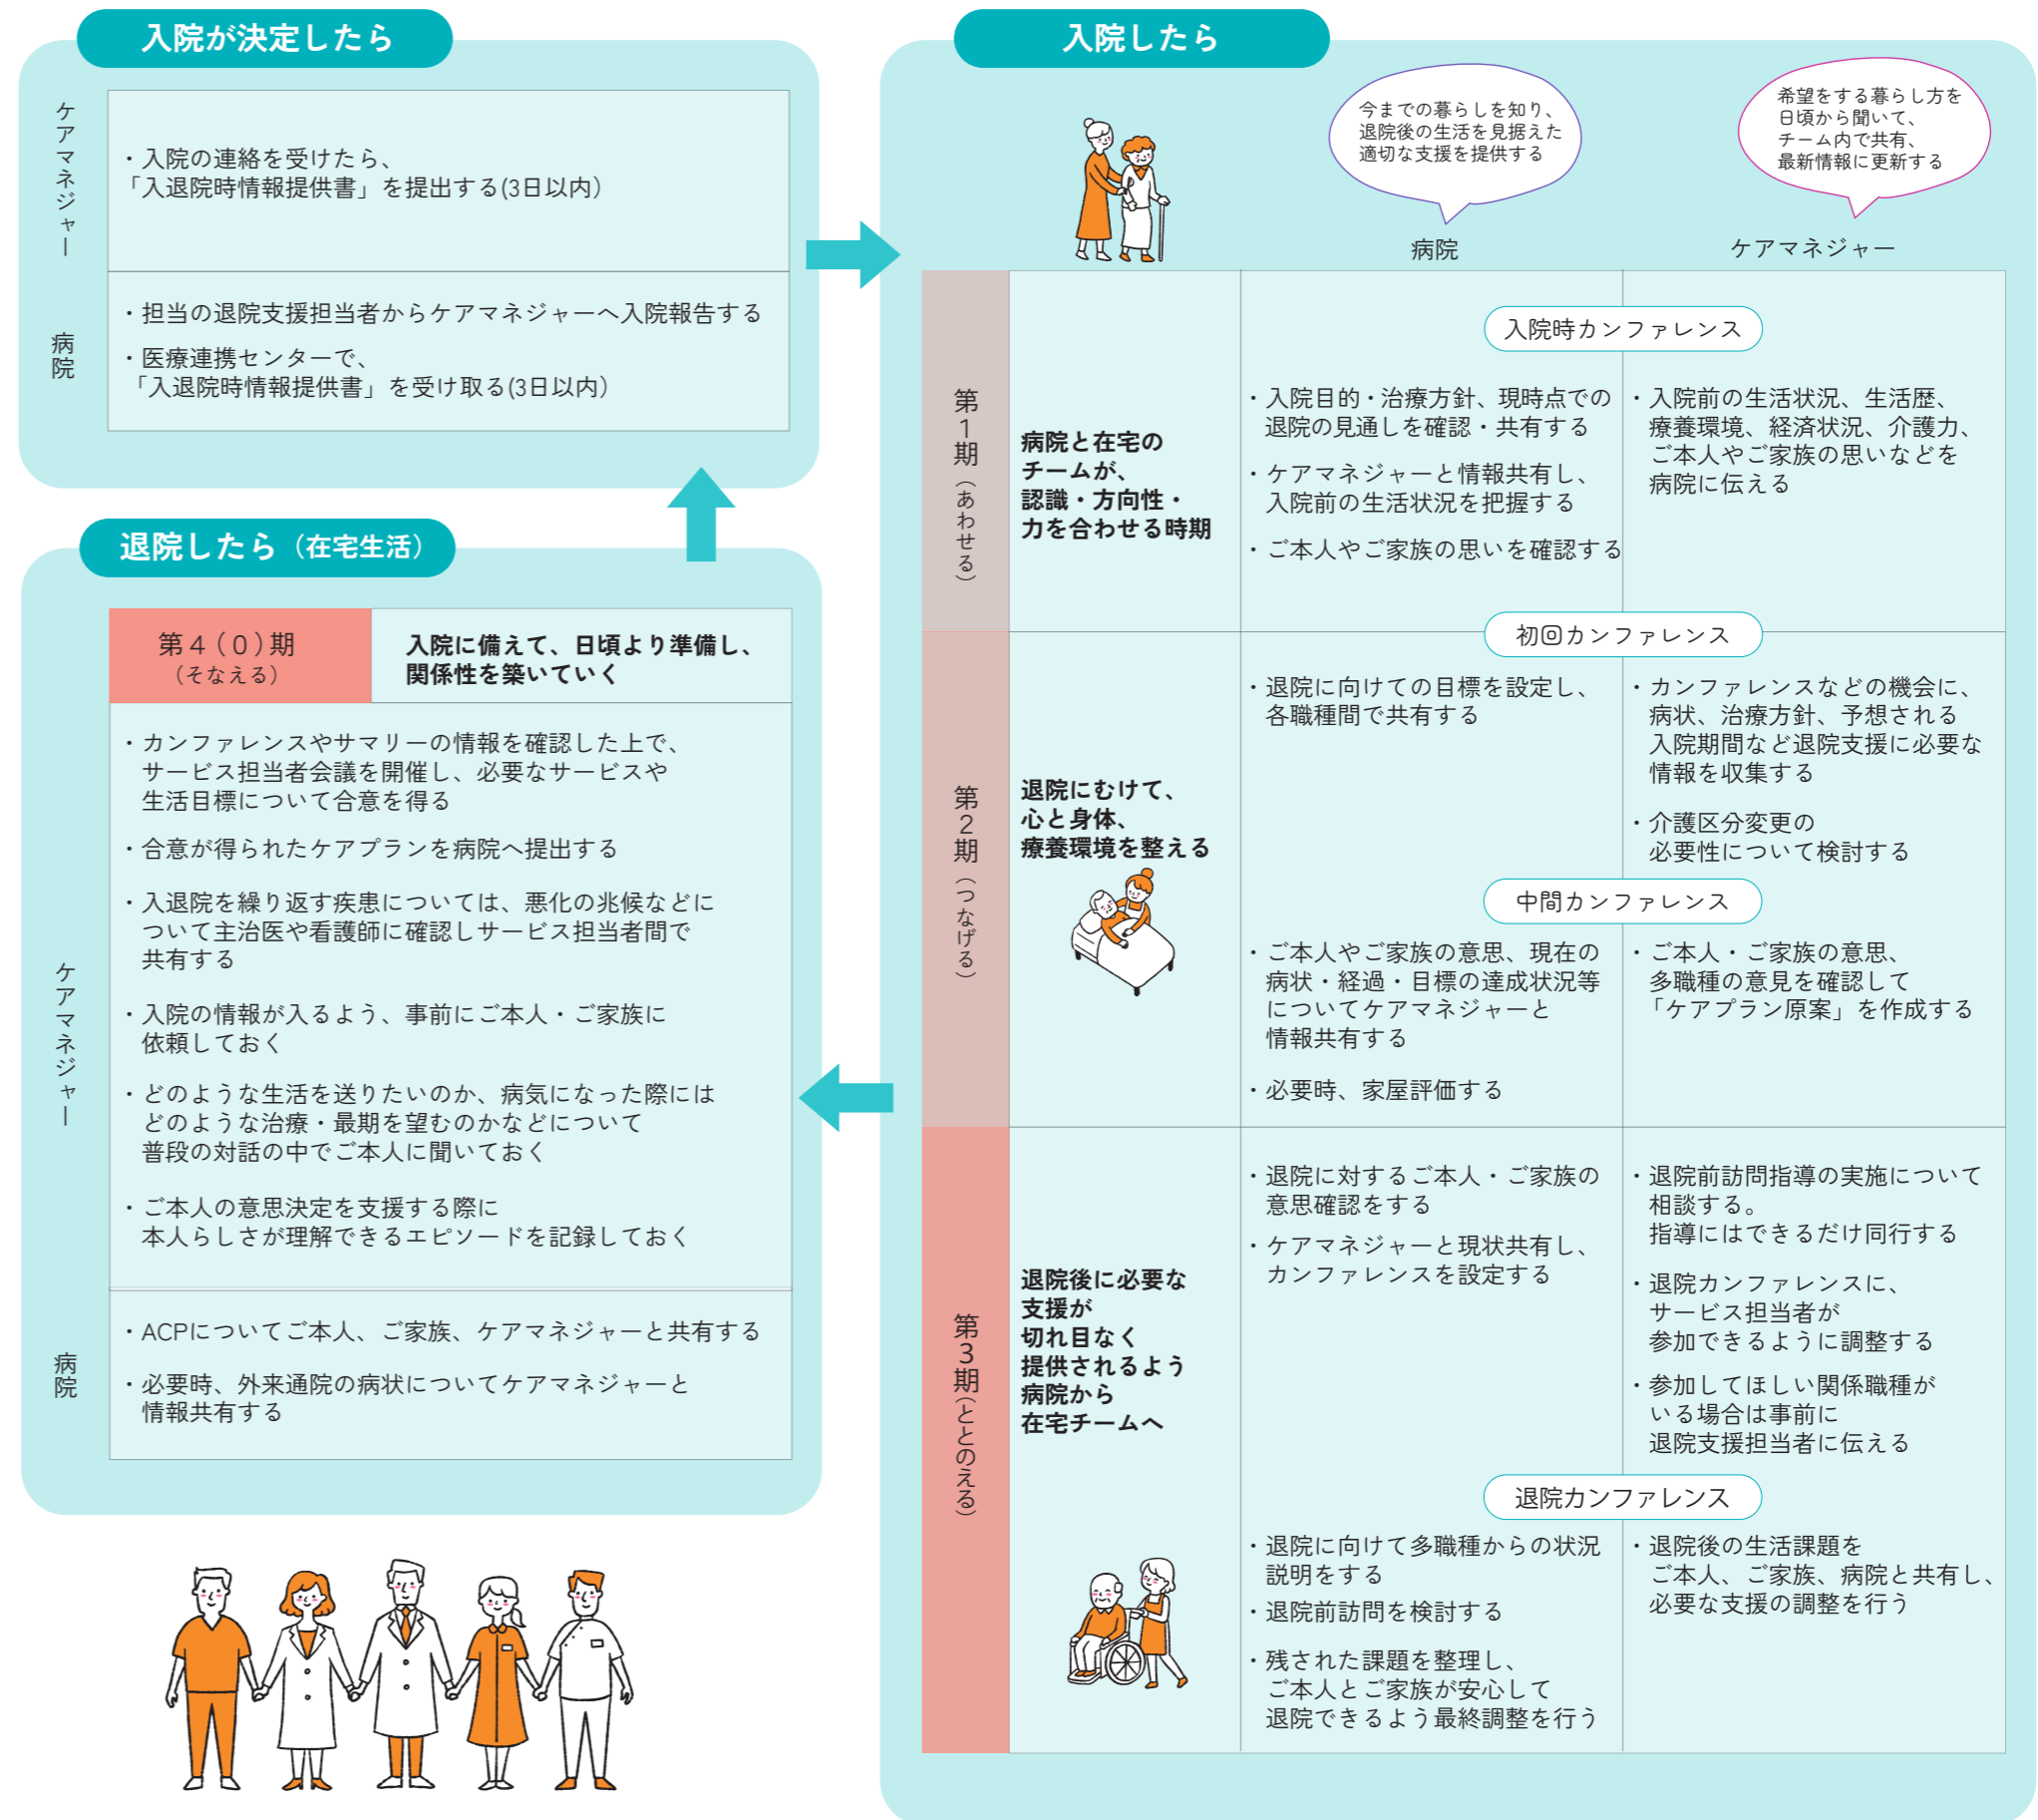 入院が決定したら
ケアマネジャー
・入院の連絡を受けたら、
「入退院時情報提供書」を提出する(3日以内)
病院
・担当の退院支援担当者からケアマネジャーへ入院報告する
・医療連携センターで、
「入退院時情報提供書」を受け取る(3日以内)
入院したら
今までの暮らしを知り、
退院後の生活を見据えた
適切な支援を提供する
希望をする暮らし方を
日頃から聞いて、
チーム内で共有、
最新情報に更新する
病院
ケアマネジャー
第1期（あわせる）
病院と在宅の
チームが、
認識・方向性・
力を合わせる時期
入院時カンファレンス
・入院目的・治療方針、現時点での
退院の見通しを確認・共有する
・ケアマネジャーと情報共有し、
入院前の生活状況を把握する
・ご本人やご家族の思いを確認する
・入院前の生活状況、生活歴、
療養環境、経済状況、介護力、
ご本人やご家族の思いなどを
病院に伝える
第2期（つなげる）
退院にむけて、
心と身体、
療養環境を整える
初回カンファレンス
・退院に向けての目標を設定し、
各職種間で共有する
・カンファレンスなどの機会に、
病状、治療方針、予想される
入院期間など退院支援に必要な
情報を収集する
・介護区分変更の
必要性について検討する
中間カンファレンス
・ご本人やご家族の意思、現在の
病状・経過・目標の達成状況等
についてケアマネジャーと
情報共有する
・必要時、家屋評価する
・ご本人・ご家族の意思、
多職種の意見を確認して
「ケアプラン原案」を作成する
第3期（ととのえる）
退院後に必要な
支援が
切れ目なく
提供されるよう
病院から
在宅チームへ
・退院に対するご本人・ご家族の
意思確認をする
・ケアマネジャーと現状共有し、
カンファレンスを設定する
・退院前訪問指導の実施について
相談する。
指導にはできるだけ同行する
・退院カンファレンスに、
サービス担当者が
参加できるように調整する
・参加してほしい関係職種が
いる場合は事前に
退院支援担当者に伝える
退院カンファレンス
・退院に向けて多職種からの状況
説明をする
・退院前訪問を検討する
・残された課題を整理し、
ご本人とご家族が安心して
退院できるよう最終調整を行う
・退院後の生活課題を
ご本人、ご家族、病院と共有し、
必要な支援の調整を行う
退院したら（在宅生活）
第4(0)期
（そなえる）
入院に備えて、日頃より準備し、
関係性を築いていく
ケアマネジャー
・カンファレンスやサマリーの情報を確認した上で、
サービス担当者会議を開催し、必要なサービスや
生活目標について合意を得る
・合意が得られたケアプランを病院へ提出する
・入退院を繰り返す疾患については、悪化の兆候などに
ついて主治医や看護師に確認しサービス担当者間で
共有する
・入院の情報が入るよう、事前にご本人・ご家族に
依頼しておく
・どのような生活を送りたいのか、病気になった際には
どのような治療・最期を望むのかなどについて
普段の対話の中でご本人に聞いておく
・ご本人の意思決定を支援する際に
本人らしさが理解できるエピソードを記録しておく
病院
・ACPについてご本人、ご家族、ケアマネジャーと共有する
・必要時、外来通院の病状についてケアマネジャーと
情報共有する